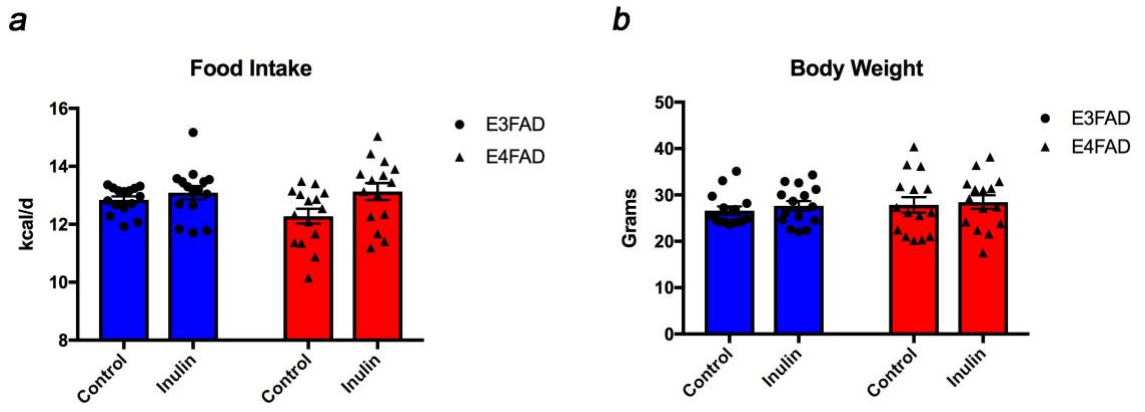 a
Food Intake
kcal/d
16
14
12
10
8
Control
Inulin
Control
Inulin
E3FAD
E4FAD
b
Body Weight
Grams
50
40
30
20
10
0
Control
Inulin
Control
Inulin
E3FAD
E4FAD